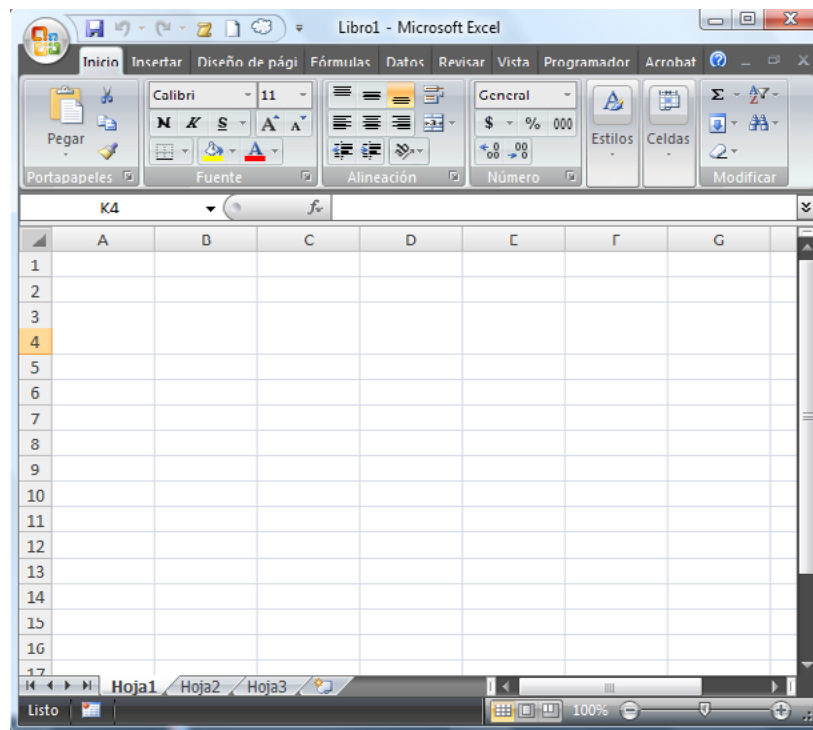 Libro1 - Microsoft Excel
Inicio Insertar Diseño de pági Fórmulas Datos Revisar Vista Programador Acrobat
Calibri 11 General
N K S A A $ % 000
Pegar Estilos Celdas
Portapapeles Fuente Alineación Número Modificar
K4 fx
A B C D E F G
1
2
3
4
5
6
7
8
9
10
11
12
13
14
15
16
17
Hoja1 Hoja2 Hoja3
Listo 100%